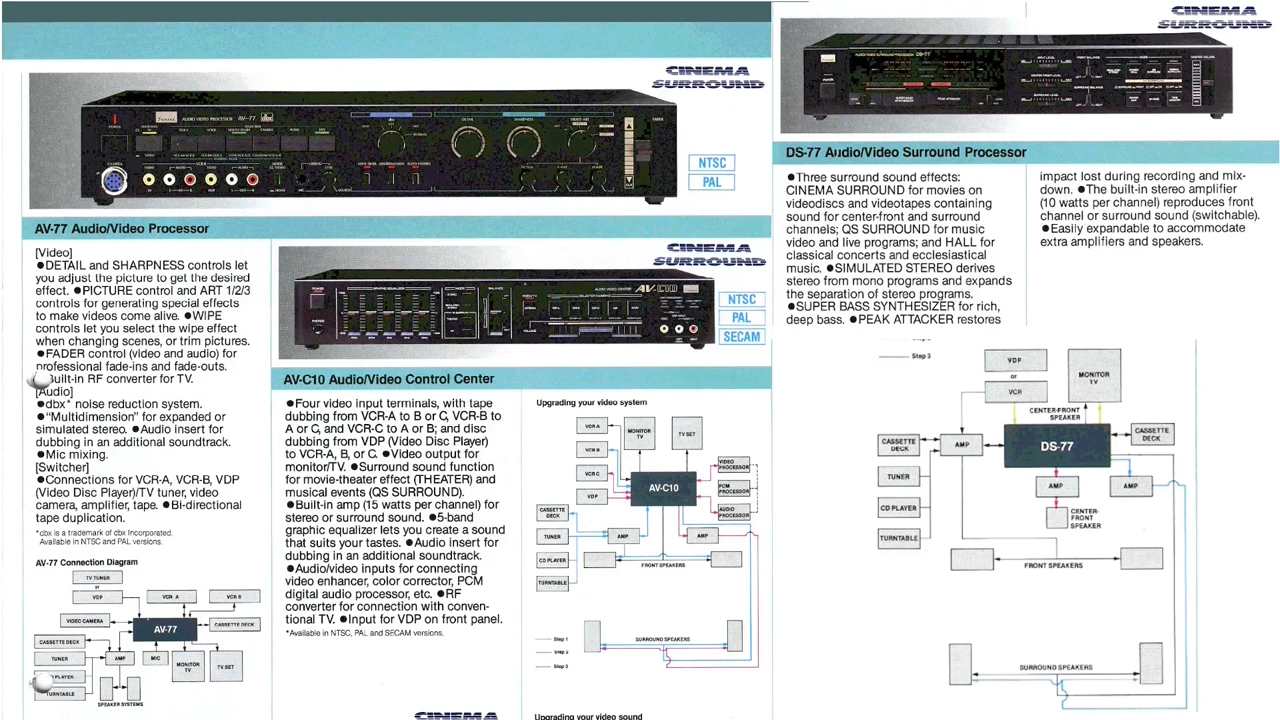 CINEMA
SURROUND
NTSC
PAL
AV-77 Audio/Video Processor
[Video]
●DETAIL and SHARPNESS controls let
you adjust the picture to get the desired
effect. ●PICTURE control and ART 1/2/3
controls for generating special effects
to make videos come alive. ●WIPE
controls let you select the wipe effect
when changing scenes, or trim pictures.
●FADER control (video and audio) for
professional fade-ins and fade-outs.
Built-in RF converter for TV.
[Audio]
●dbx* noise reduction system.
●"Multidimension" for expanded or
simulated stereo. ●Audio insert for
dubbing in an additional soundtrack.
●Mic mixing.
[Switcher]
●Connections for VCR-A, VCR-B, VDP
(Video Disc Player)/TV tuner, video
camera, amplifier, tape. ●Bi-directional
tape duplication.
*dbx is a trademark of dbx Incorporated.
Available in NTSC and PAL versions.
AV-77 Connection Diagram
TV TUNER
or
VDP
VCR A
VCR B
VIDEO CAMERA
AV-77
CASSETTE DECK
CASSETTE DECK
TUNER
AMP
MIC
MONITOR
TV
TV SET
PLAYER
TURNTABLE
SPEAKER SYSTEMS
CINEMA
SURROUND
AUDIO VIDEO CENTER AV-C10
NTSC
PAL
SECAM
AV-C10 Audio/Video Control Center
●Four video input terminals, with tape
dubbing from VCR-A to B or C, VCR-B to
A or C, and VCR-C to A or B; and disc
dubbing from VDP (Video Disc Player)
to VCR-A, B, or C. ●Video output for
monitor/TV. ●Surround sound function
for movie-theater effect (THEATER) and
musical events (QS SURROUND).
●Built-in amp (15 watts per channel) for
stereo or surround sound. ●5-band
graphic equalizer lets you create a sound
that suits your tastes. ●Audio insert for
dubbing in an additional soundtrack.
●Audio/video inputs for connecting
video enhancer, color corrector, PCM
digital audio processor, etc. ●RF
converter for connection with conven-
tional TV. ●Input for VDP on front panel.
*Available in NTSC, PAL and SECAM versions.
CINEMA
Upgrading your video system
VCR A
MONITOR
TV
TV SET
VCR B
VCR C
VIDEO
PROCESSOR
VDP
AV-C10
PCM
PROCESSOR
CASSETTE
DECK
AUDIO
PROCESSOR
TUNER
AMP
AMP
CD PLAYER
FRONT SPEAKERS
TURNTABLE
Step 1
SURROUND SPEAKERS
Step 2
Step 3
Upgrading your video sound
CINEMA
SURROUND
DS-77 Audio/Video Surround Processor
●Three surround sound effects:
CINEMA SURROUND for movies on
videodiscs and videotapes containing
sound for center-front and surround
channels; QS SURROUND for music
video and live programs; and HALL for
classical concerts and ecclesiastical
music. ●SIMULATED STEREO derives
stereo from mono programs and expands
the separation of stereo programs.
●SUPER BASS SYNTHESIZER for rich,
deep bass. ●PEAK ATTACKER restores
impact lost during recording and mix-
down. ●The built-in stereo amplifier
(10 watts per channel) reproduces front
channel or surround sound (switchable).
●Easily expandable to accommodate
extra amplifiers and speakers.
Step 3
VDP
or
VCR
MONITOR
TV
CENTER-FRONT
SPEAKER
CASSETTE
DECK
AMP
DS-77
CASSETTE
DECK
TUNER
AMP
AMP
CD PLAYER
CENTER-
FRONT
SPEAKER
TURNTABLE
FRONT SPEAKERS
SURROUND SPEAKERS